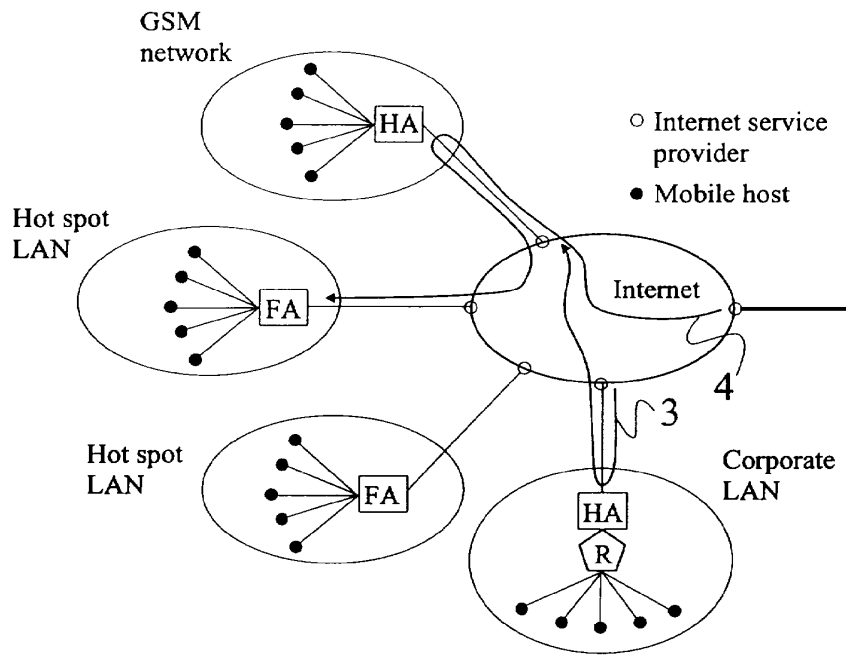 GSM
network
HA
Internet service
provider
Mobile host
Hot spot
LAN
FA
Internet
4
3
Hot spot
LAN
FA
Corporate
LAN
HA
R